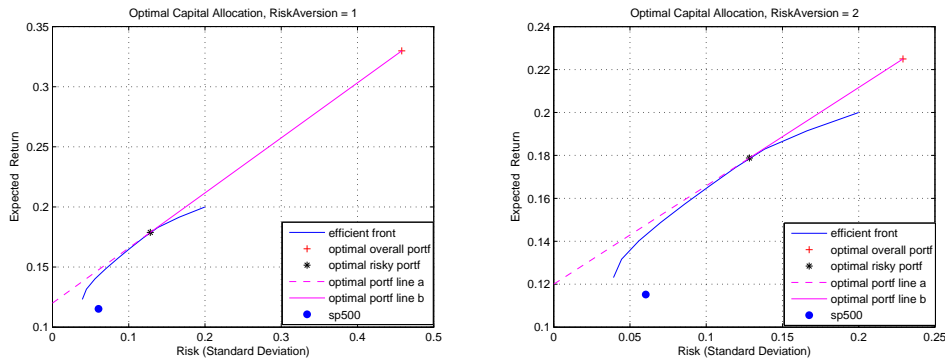 Optimal Capital Allocation, RiskAversion = 1
0.35
0.3
0.25
0.2
0.15
0.1
Expected Return
0
0.1
0.2
0.3
0.4
0.5
Risk (Standard Deviation)
efficient front
optimal overall portf
optimal risky portf
optimal portf line a
optimal portf line b
sp500
Optimal Capital Allocation, RiskAversion = 2
0.24
0.22
0.2
0.18
0.16
0.14
0.12
0.1
Expected Return
0
0.05
0.1
0.15
0.2
0.25
Risk (Standard Deviation)
efficient front
optimal overall portf
optimal risky portf
optimal portf line a
optimal portf line b
sp500